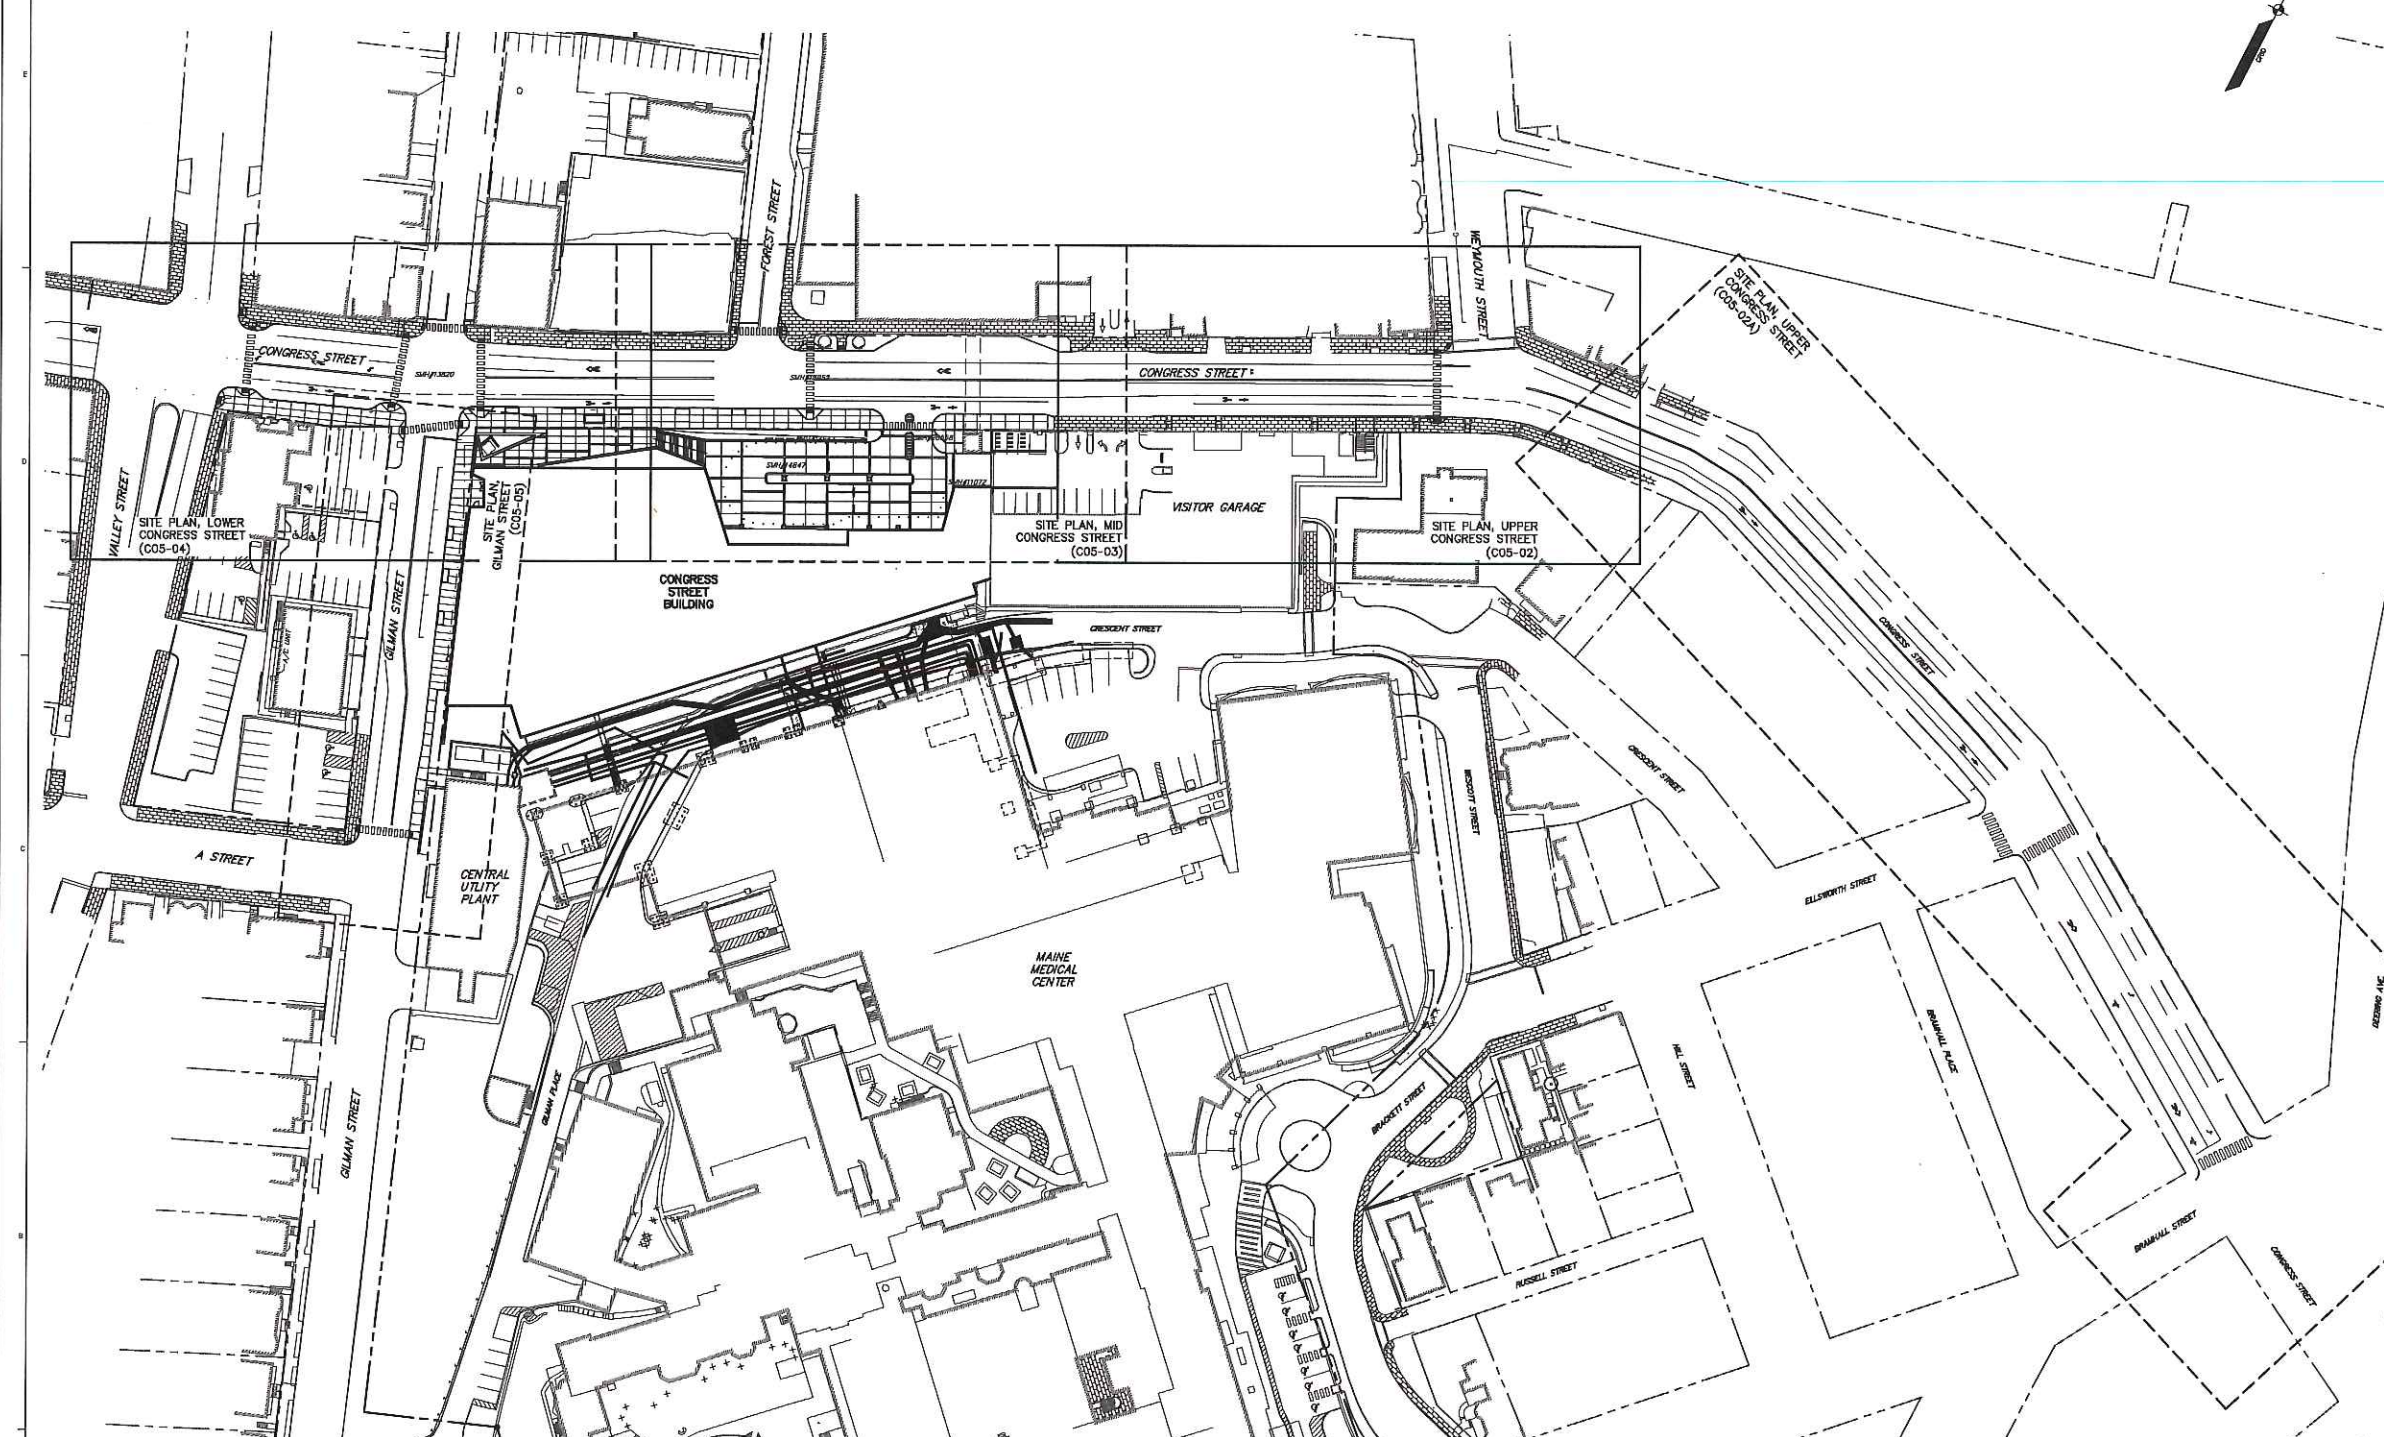 GRID
E
FOREST STREET
WEYMOUTH STREET
SITE PLAN, UPPER
CONGRESS STREET
(C05-02A)
CONGRESS STREET
CONGRESS STREET
D
VALLEY STREET
SITE PLAN, LOWER
CONGRESS STREET
(C05-04)
SITE PLAN,
GILMAN STREET
(C05-05)
VISITOR GARAGE
SITE PLAN, MID
CONGRESS STREET
(C05-03)
SITE PLAN, UPPER
CONGRESS STREET
(C05-02)
GILMAN STREET
CONGRESS
STREET
BUILDING
CRESCENT STREET
CONGRESS STREET
A/C UNIT
CRESCENT STREET
WESCOTT STREET
C
A STREET
CENTRAL
UTLITY
PLANT
ELLSWORTH STREET
MAINE
MEDICAL
CENTER
DEERING AVE
BRAMHALL PLACE
HILL STREET
GILMAN STREET
GILMAN PLACE
BRACKETT STREET
B
BRAMHALL STREET
RUSSELL STREET
CONGRESS STREET